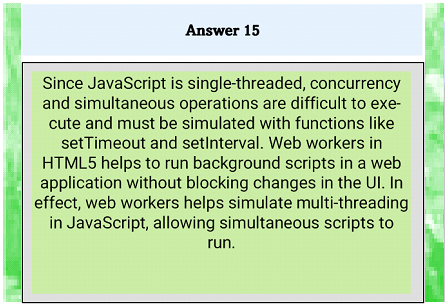 Answer 15
Since JavaScript is single-threaded, concurrency
and simultaneous operations are difficult to exe-
cute and must be simulated with functions like
setTimeout and setInterval. Web workers in
HTML5 helps to run background scripts in a web
application without blocking changes in the UI. In
effect, web workers helps simulate multi-threading
in JavaScript, allowing simultaneous scripts to
run.